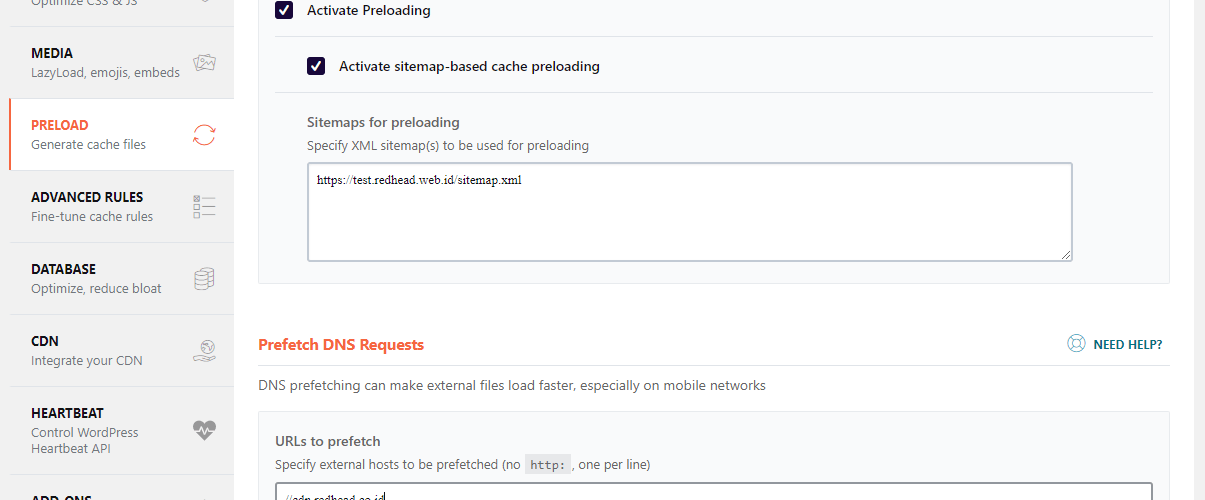 Optimize CSS & JS
MEDIA
LazyLoad, emojis, embeds
PRELOAD
Generate cache files
ADVANCED RULES
Fine-tune cache rules
DATABASE
Optimize, reduce bloat
CDN
Integrate your CDN
HEARTBEAT
Control WordPress
Heartbeat API
ADD-ONS
Activate Preloading
Activate sitemap-based cache preloading
Sitemaps for preloading
Specify XML sitemap(s) to be used for preloading
https://test.redhead.web.id/sitemap.xml
Prefetch DNS Requests
NEED HELP?
DNS prefetching can make external files load faster, especially on mobile networks
URLs to prefetch
Specify external hosts to be prefetched (no http:, one per line)
//cdn.redhead.co.id